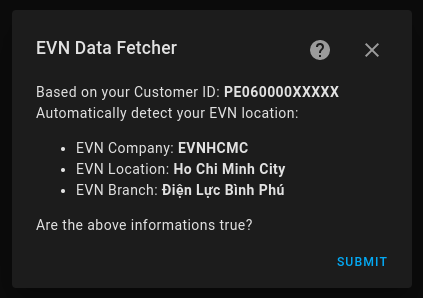 EVN Data Fetcher
Based on your Customer ID: PE060000XXXXX
Automatically detect your EVN location:
• EVN Company: EVNHCMC
• EVN Location: Ho Chi Minh City
• EVN Branch: Điện Lực Bình Phú
Are the above informations true?
SUBMIT